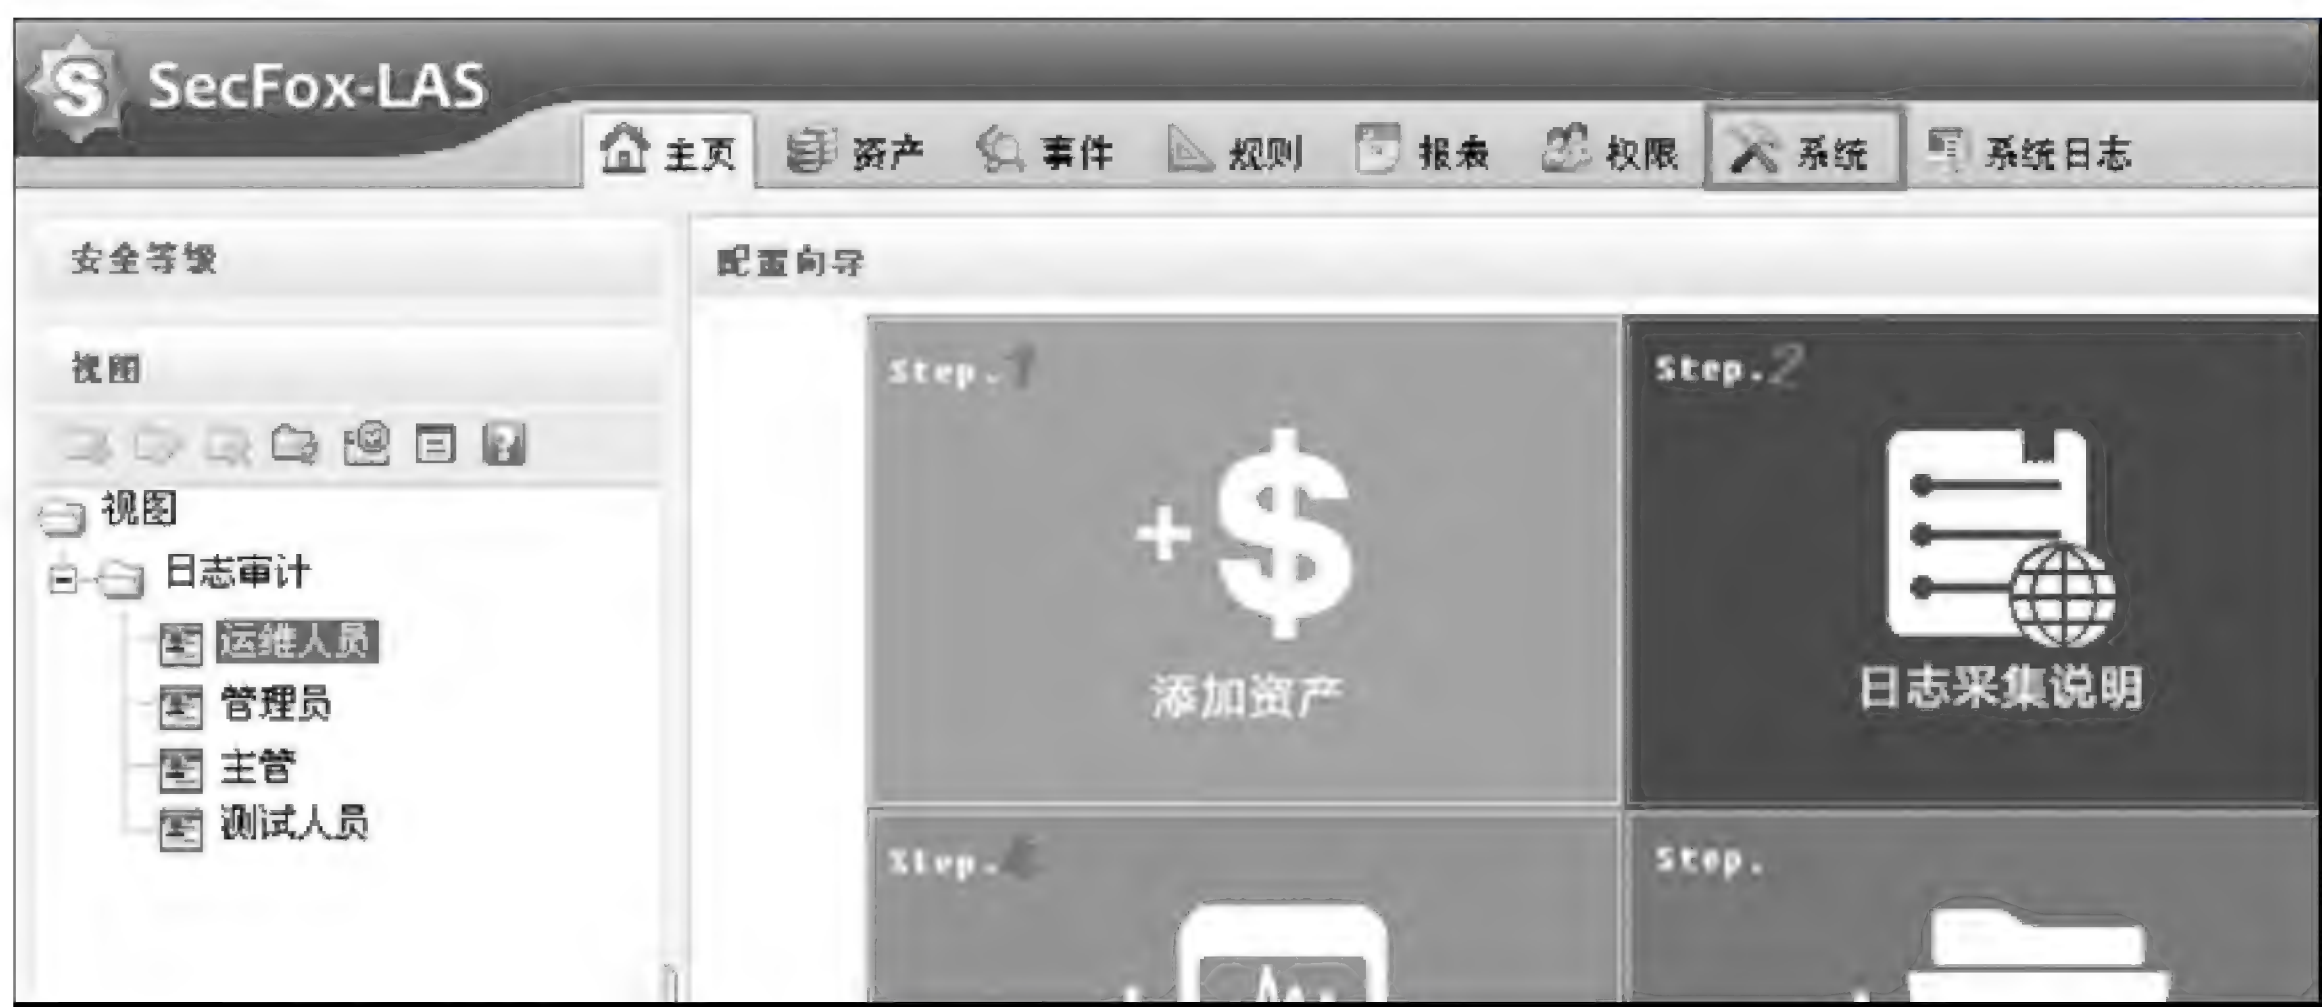 SecFox-LAS
主页 资产 事件 规则 报表 权限 系统 系统日志
安全等级
配置向导
视图
视图
日志审计
运维人员
管理员
主管
测试人员
Step.1
添加资产
Step.2
日志采集说明
Step.
Step.